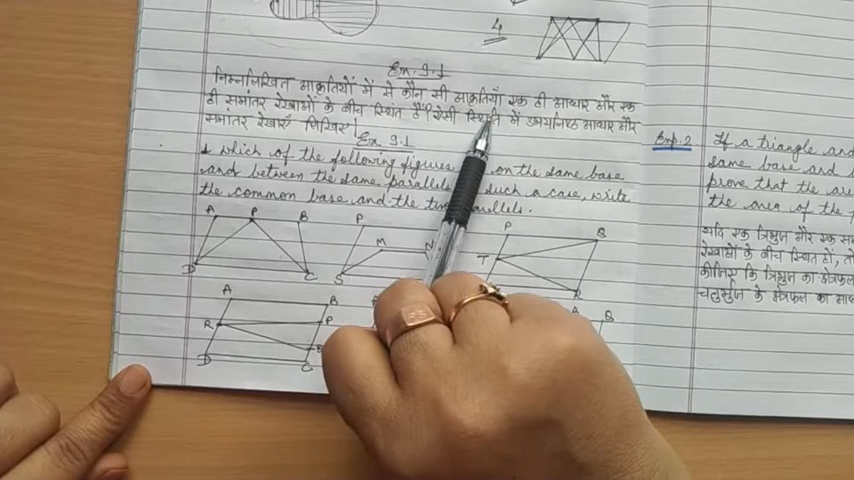 4
Ex. 9.1
निम्नलिखित आकृतियों में से कौन सी आकृतियाँ एक ही आधार और एक
ही समांतर रेखाओं के बीच स्थित हैं? ऐसी स्थिति में उभयनिष्ठ आधार और
समांतर रेखाएँ लिखिए।
Ex 9.1
1 which of the following figures on the same base
and between the same parallels such a case, write
the common base and the two parallels.
A P B
D C
P
M N
S
P Q
T
R
A B
R P
D C
Q
Exp. 2
If a triangle and
same base and
prove that the are
the area of the
यदि एक त्रिभुज और एक
रेखाओं के बीच स्थित हों, तो
कीजिए कि त्रिभुज का क्षेत्रफल
चतुर्भुज के क्षेत्रफल का